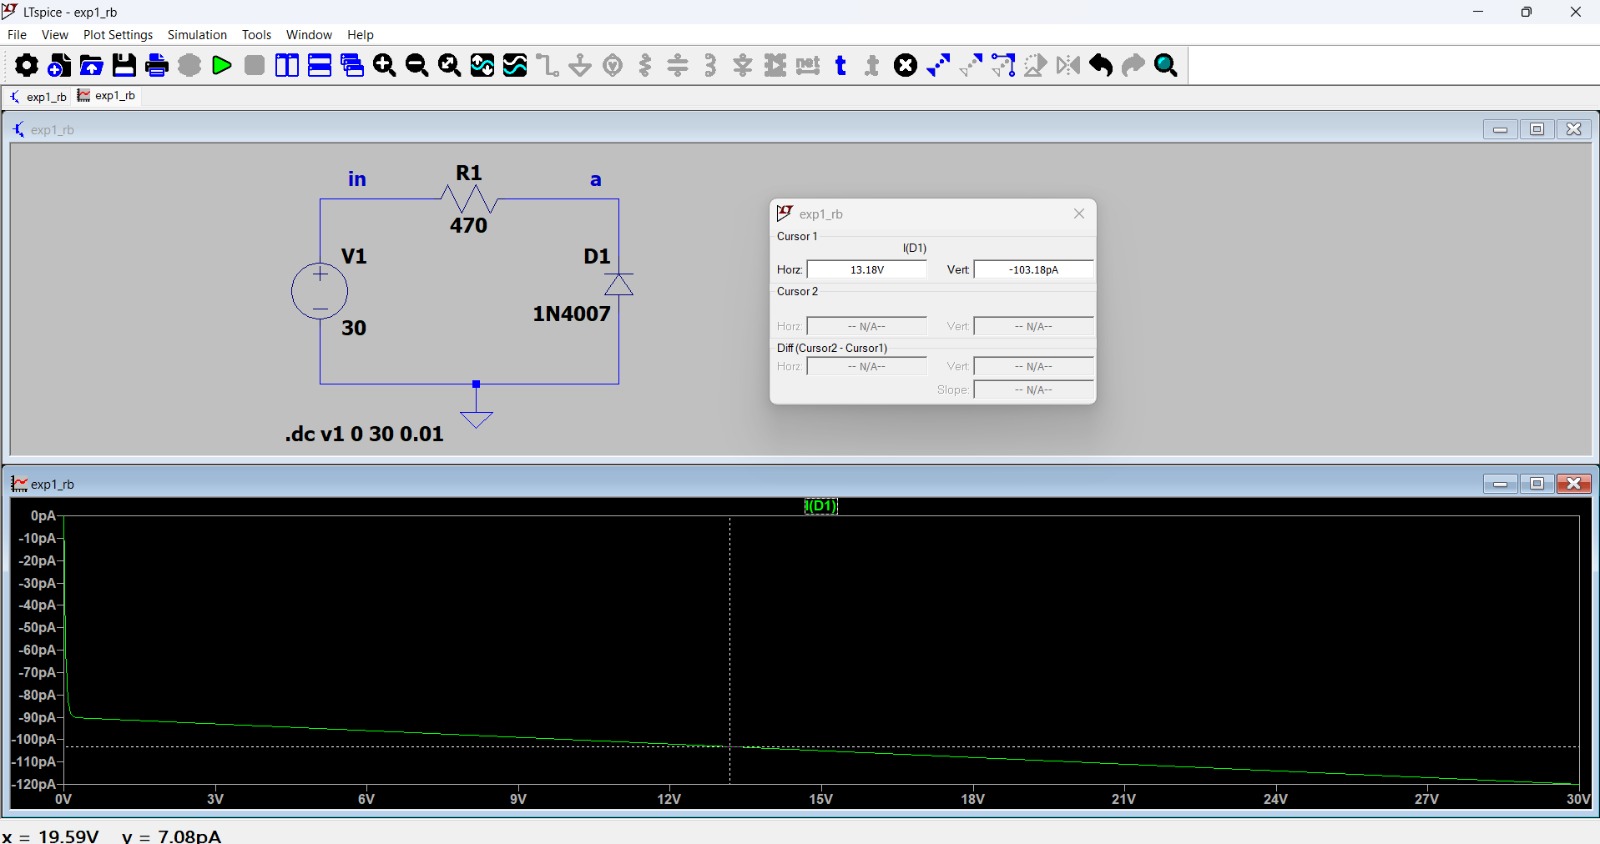 LTspice - exp1_rb
File View Plot Settings Simulation Tools Window Help
net t t
exp1_rb exp1_rb
exp1_rb
in
R1
a
470
V1
D1
30
1N4007
.dc v1 0 30 0.01
exp1_rb
Cursor 1
I(D1)
Horz: 13.18V Vert: -103.18pA
Cursor 2
Horz: -- N/A-- Vert: -- N/A--
Diff (Cursor2 - Cursor1)
Horz: -- N/A-- Vert: -- N/A--
Slope: -- N/A--
exp1_rb
I(D1)
0pA
-10pA
-20pA
-30pA
-40pA
-50pA
-60pA
-70pA
-80pA
-90pA
-100pA
-110pA
-120pA
0V 3V 6V 9V 12V 15V 18V 21V 24V 27V 30V
x = 19.59V y = 7.08pA